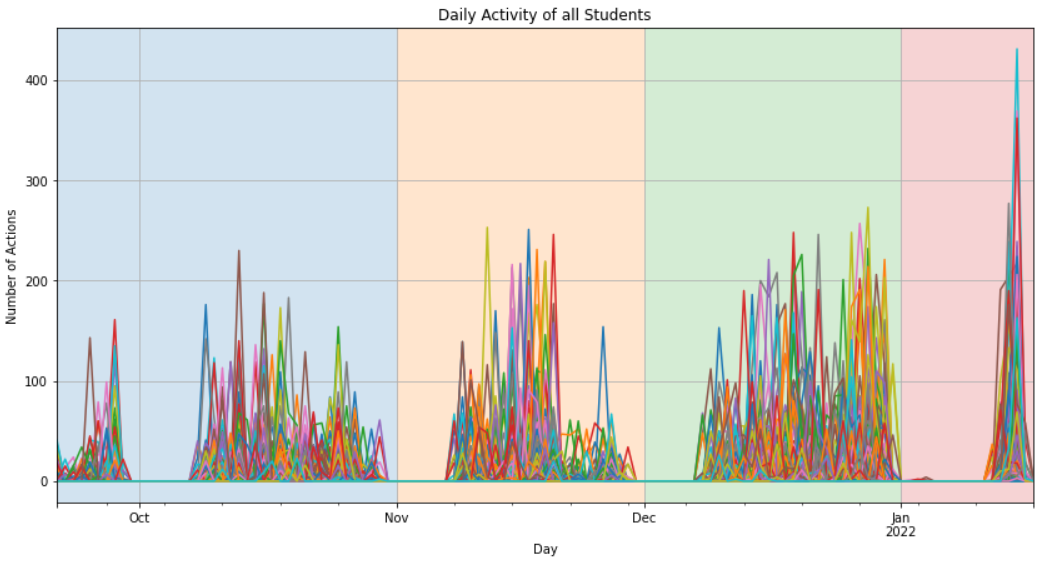 Daily Activity of all Students
Number of Actions
400
300
200
100
0
Oct
Nov
Dec
Jan
2022
Day